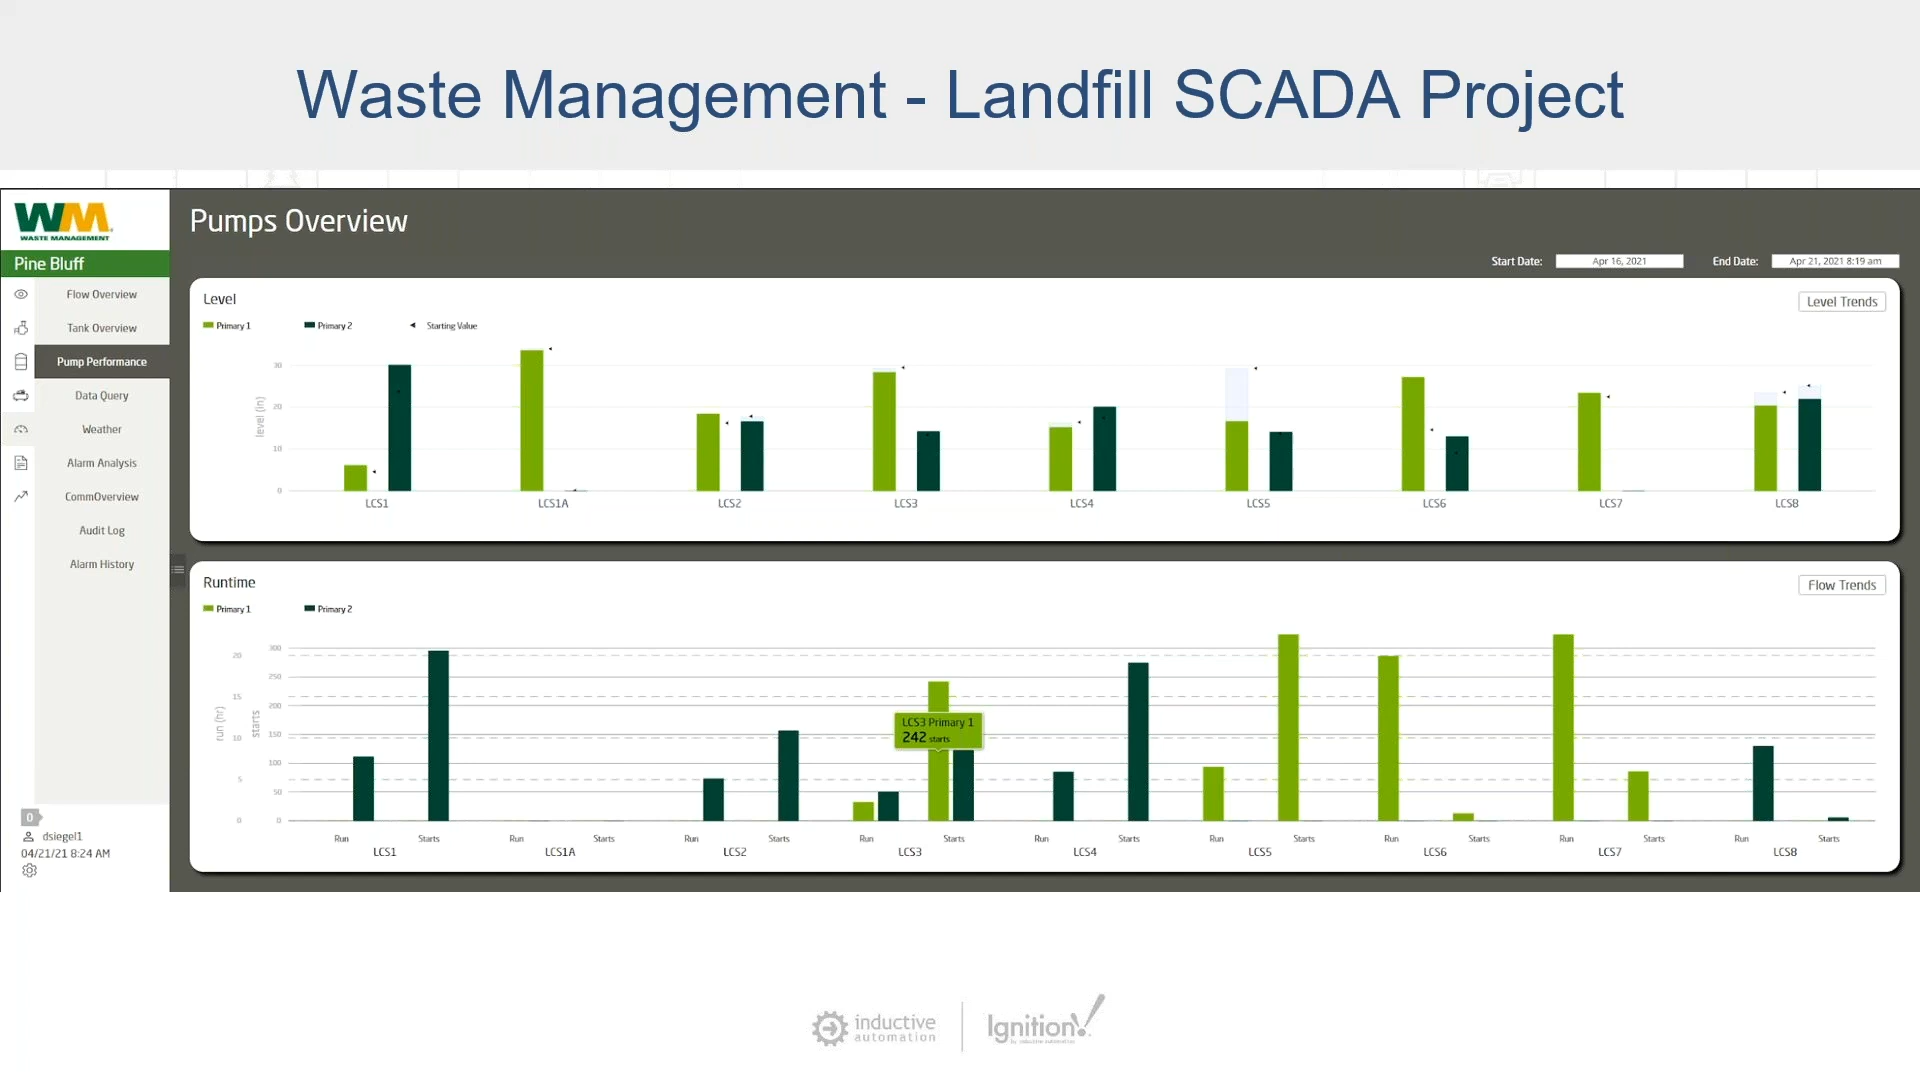 Waste Management - Landfill SCADA Project
WM
WASTE MANAGEMENT
Pine Bluff
Flow Overview
Tank Overview
Pump Performance
Data Query
Weather
Alarm Analysis
CommOverview
Audit Log
Alarm History
0
dsiegel1
04/21/21 8:24 AM
Pumps Overview
Start Date: Apr 16, 2021 End Date: Apr 21, 2021 8:19 am
Level
Level Trends
Primary 1 Primary 2 Starting Value
level (in)
30
20
10
0
LCS1 LCS1A LCS2 LCS3 LCS4 LCS5 LCS6 LCS7 LCS8
Runtime
Flow Trends
Primary 1 Primary 2
run (hr)
20
15
10
5
0
starts
300
250
200
150
100
50
0
LCS3 Primary 1
242 starts
Run Starts Run Starts Run Starts Run Starts Run Starts Run Starts Run Starts Run Starts Run Starts
LCS1 LCS1A LCS2 LCS3 LCS4 LCS5 LCS6 LCS7 LCS8
inductive
automation
Ignition!
by inductive automation